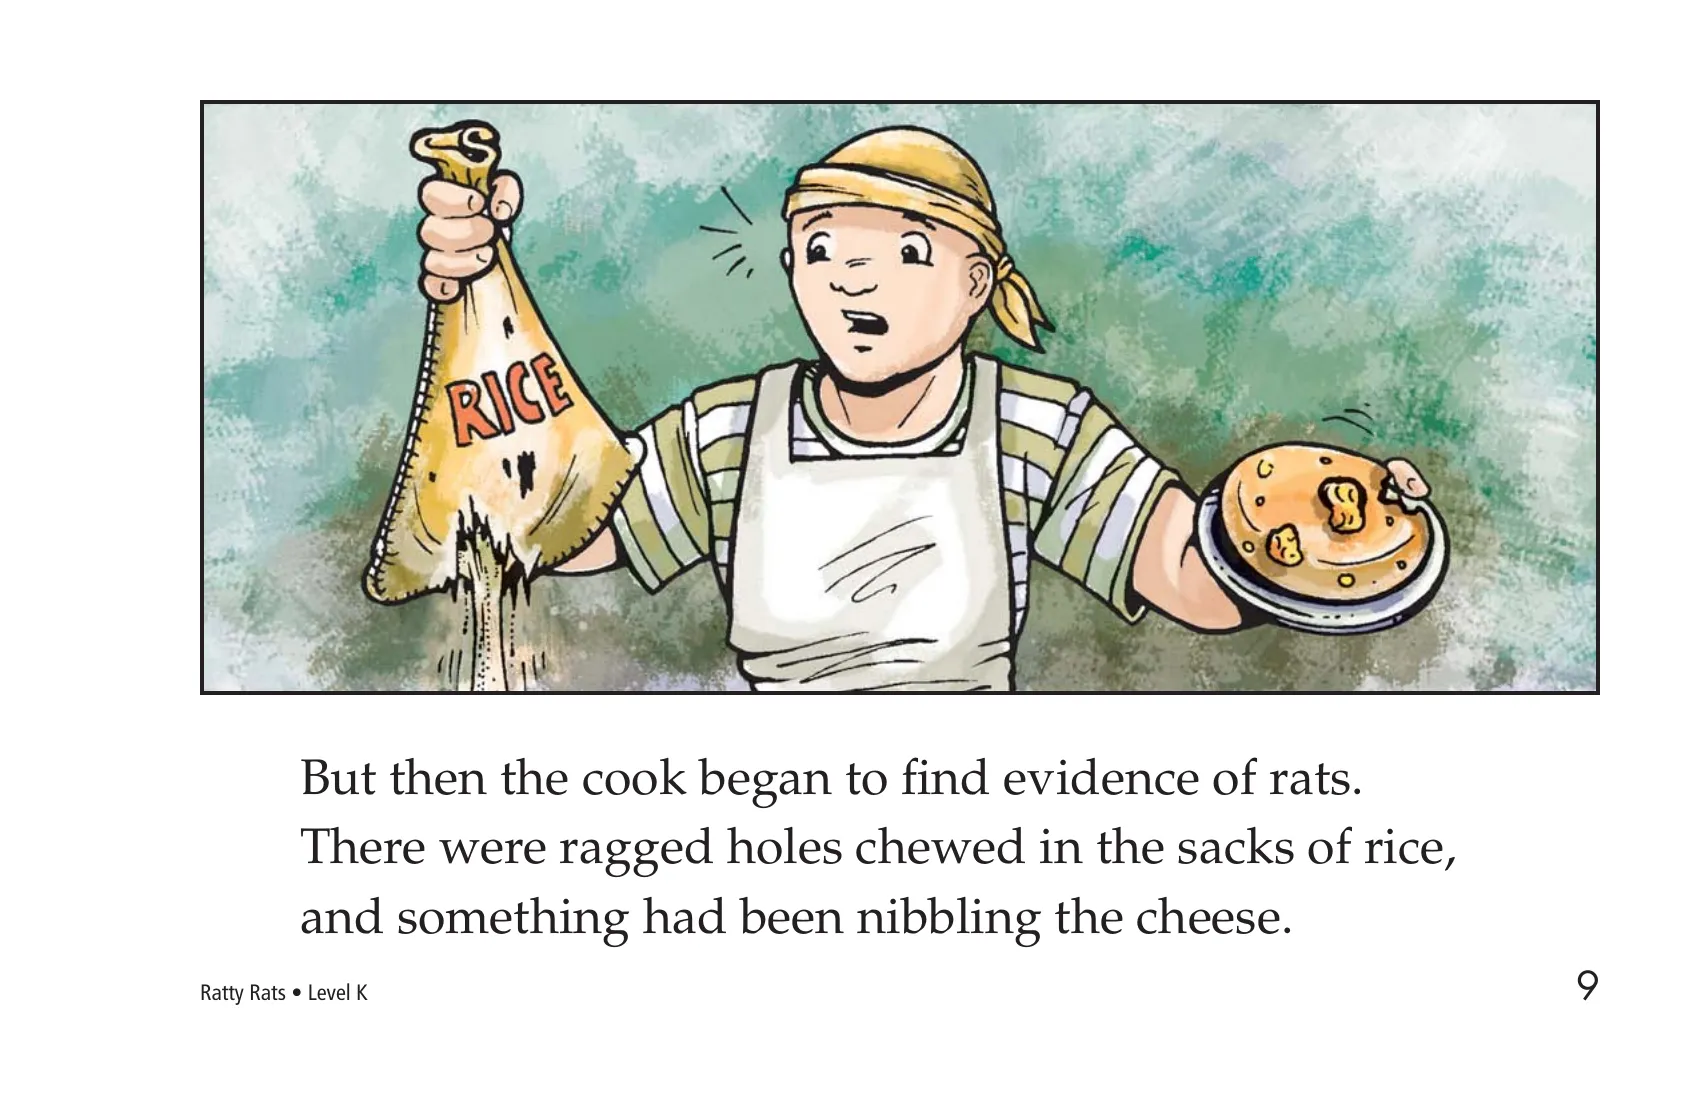 RICE
But then the cook began to find evidence of rats.
There were ragged holes chewed in the sacks of rice,
and something had been nibbling the cheese.
Ratty Rats • Level K
9